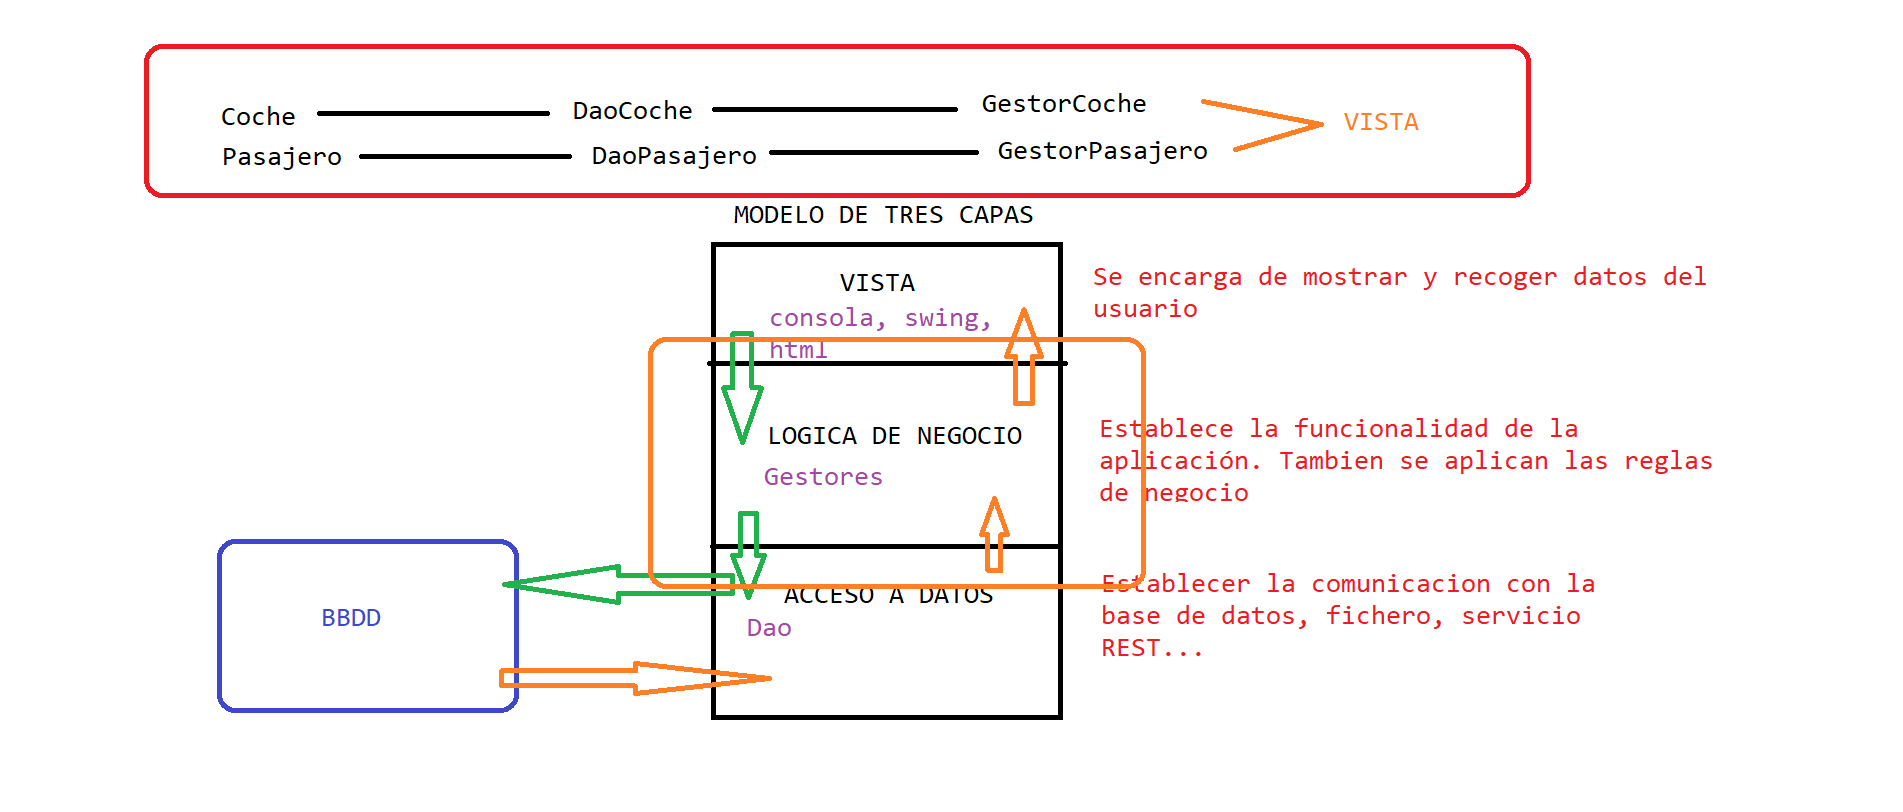 Coche DaoCoche GestorCoche VISTA
Pasajero DaoPasajero GestorPasajero
MODELO DE TRES CAPAS
VISTA
consola, swing,
html
Se encarga de mostrar y recoger datos del
usuario
LOGICA DE NEGOCIO
Gestores
Establece la funcionalidad de la
aplicación. Tambien se aplican las reglas
de negocio
BBDD
ACCESO A DATOS
Dao
Establecer la comunicacion con la
base de datos, fichero, servicio
REST...